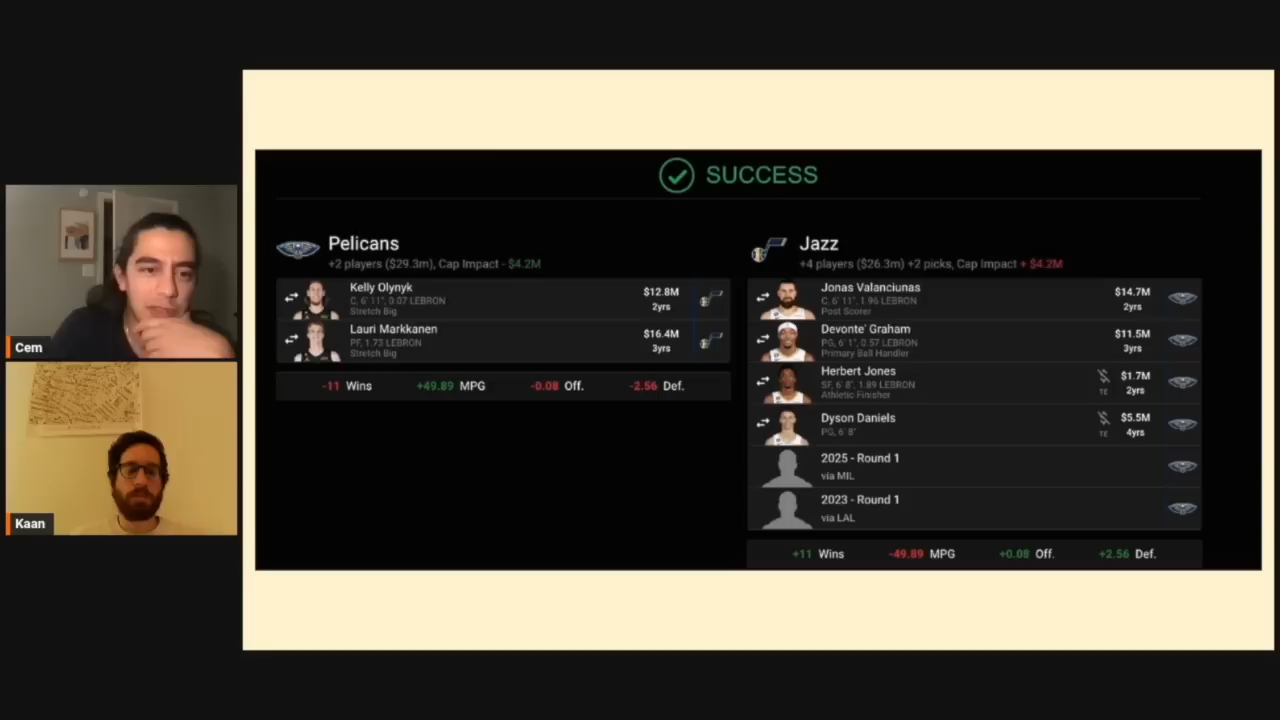 SUCCESS
Pelicans
+2 players ($29.3m), Cap Impact - $4.2M
Kelly Olynyk
C, 6' 11", 0.07 LEBRON
Stretch Big
$12.8M
2yrs
Lauri Markkanen
PF, 1.73 LEBRON
Stretch Big
$16.4M
3yrs
-11 Wins +49.89 MPG -0.08 Off. -2.56 Def.
Jazz
+4 players ($26.3m) +2 picks, Cap Impact + $4.2M
Jonas Valanciunas
C, 6' 11", 1.96 LEBRON
Post Scorer
$14.7M
2yrs
Devonte' Graham
PG, 6' 1", 0.57 LEBRON
Primary Ball Handler
$11.5M
3yrs
Herbert Jones
SF, 6' 8", 1.89 LEBRON
Athletic Finisher
TE
$1.7M
2yrs
Dyson Daniels
PG, 6' 8"
TE
$5.5M
4yrs
2025 - Round 1
via MIL
2023 - Round 1
via LAL
+11 Wins -49.89 MPG +0.08 Off. +2.56 Def.
Cem
Kaan